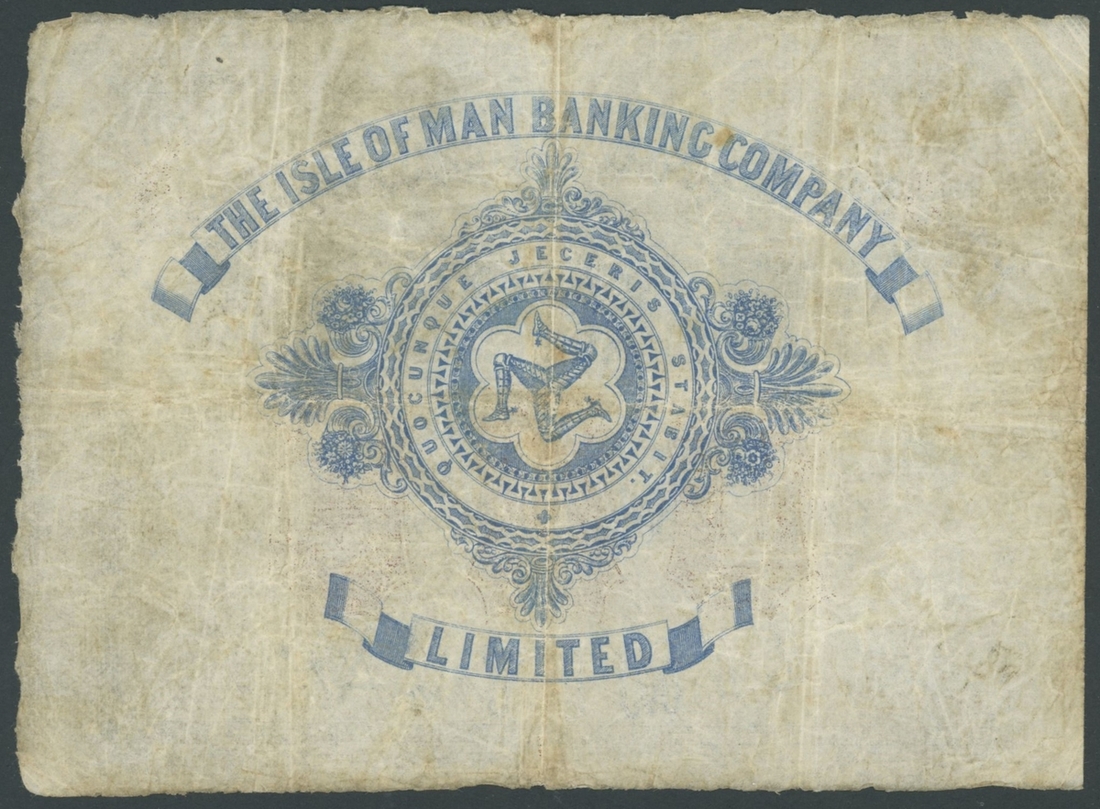 THE ISLE OF MAN BANKING COMPANY
QUOCUNQUE JECERIS STABIT.
LIMITED